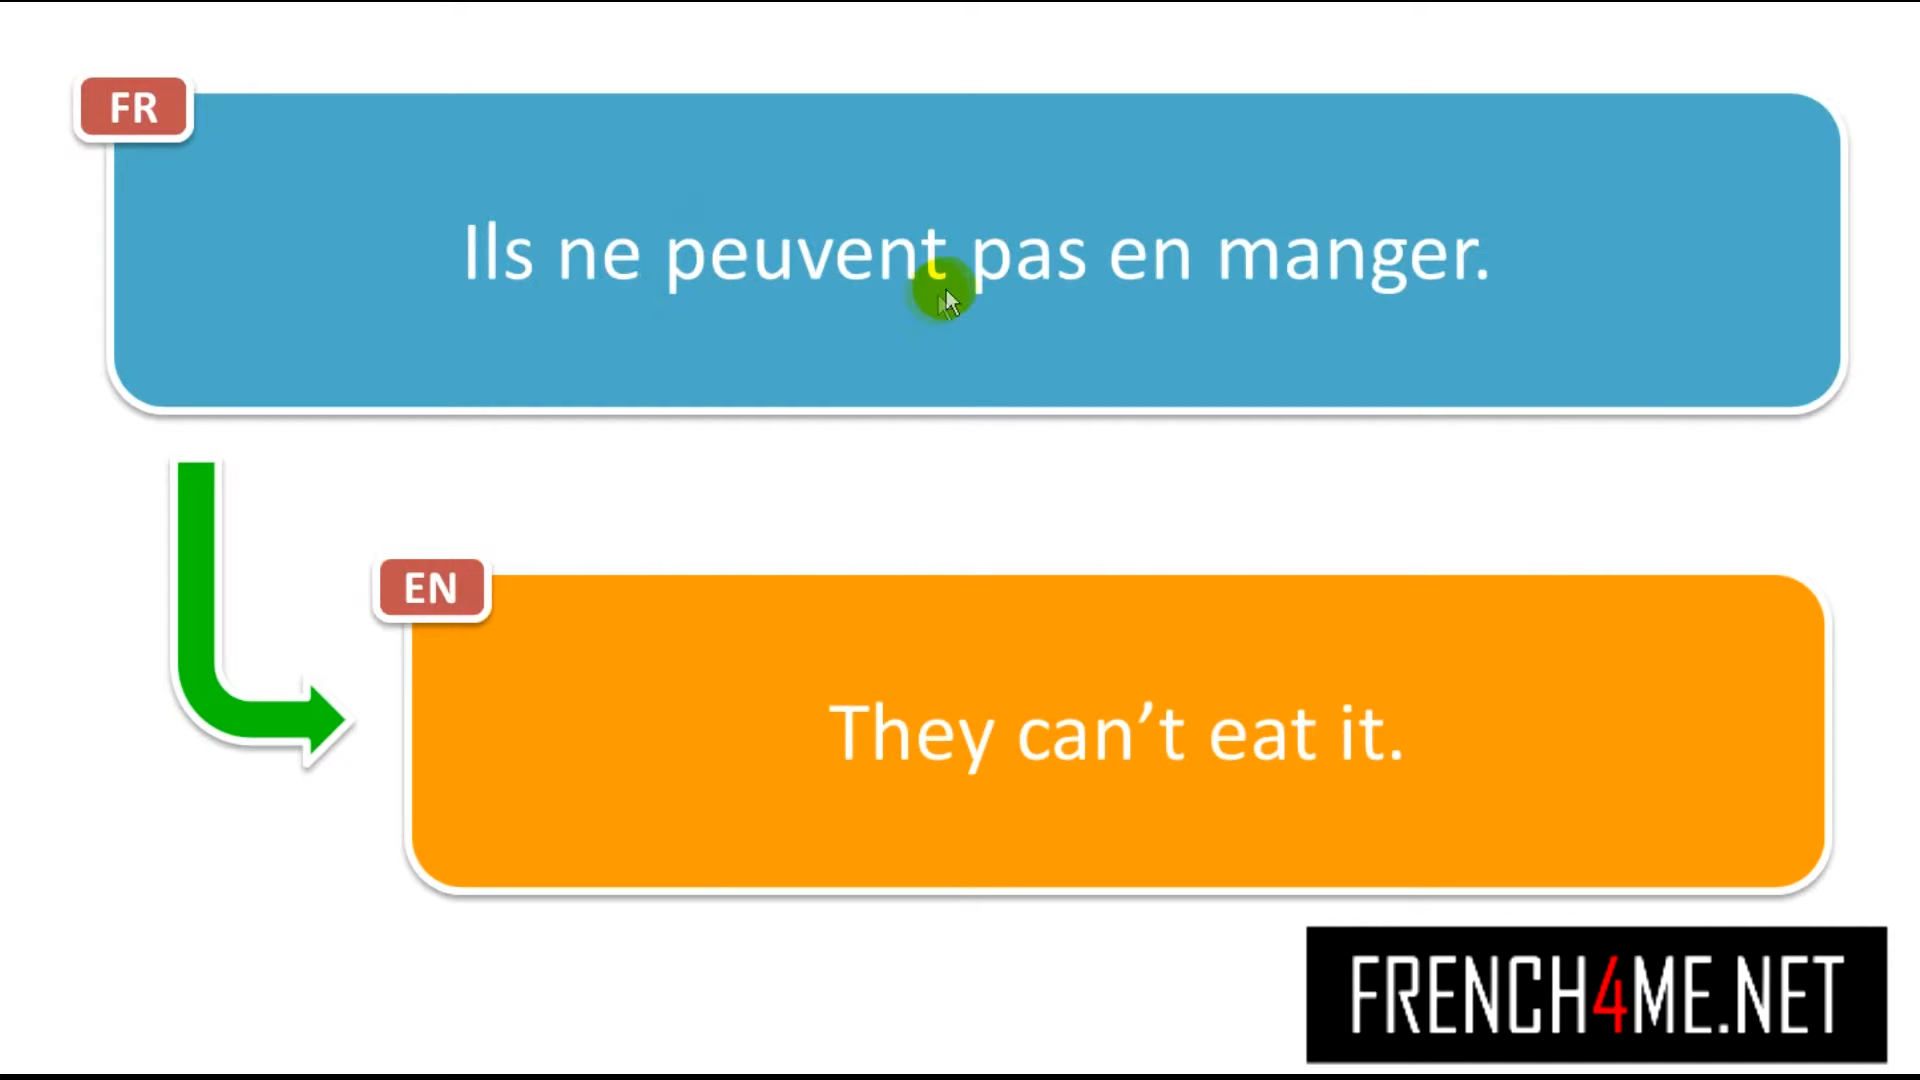 FR
Ils ne peuvent pas en manger.
EN
They can’t eat it.
FRENCH4ME.NET